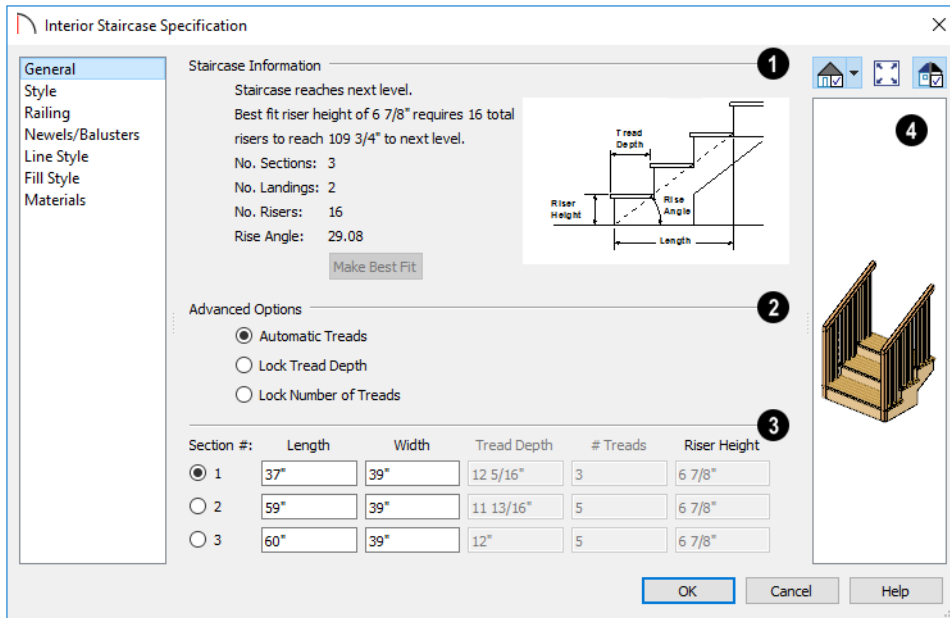 Interior Staircase Specification
General
Style
Railing
Newels/Balusters
Line Style
Fill Style
Materials
Staircase Information
1
Staircase reaches next level.
Best fit riser height of 6 7/8" requires 16 total
risers to reach 109 3/4" to next level.
No. Sections: 3
No. Landings: 2
No. Risers: 16
Rise Angle: 29.08
Make Best Fit
Tread
Depth
Riser
Height
Rise
Angle
Length
Advanced Options
2
Automatic Treads
Lock Tread Depth
Lock Number of Treads
3
Section #: Length Width Tread Depth # Treads Riser Height
1 37" 39" 12 5/16" 3 6 7/8"
2 59" 39" 11 13/16" 5 6 7/8"
3 60" 39" 12" 5 6 7/8"
4
OK Cancel Help